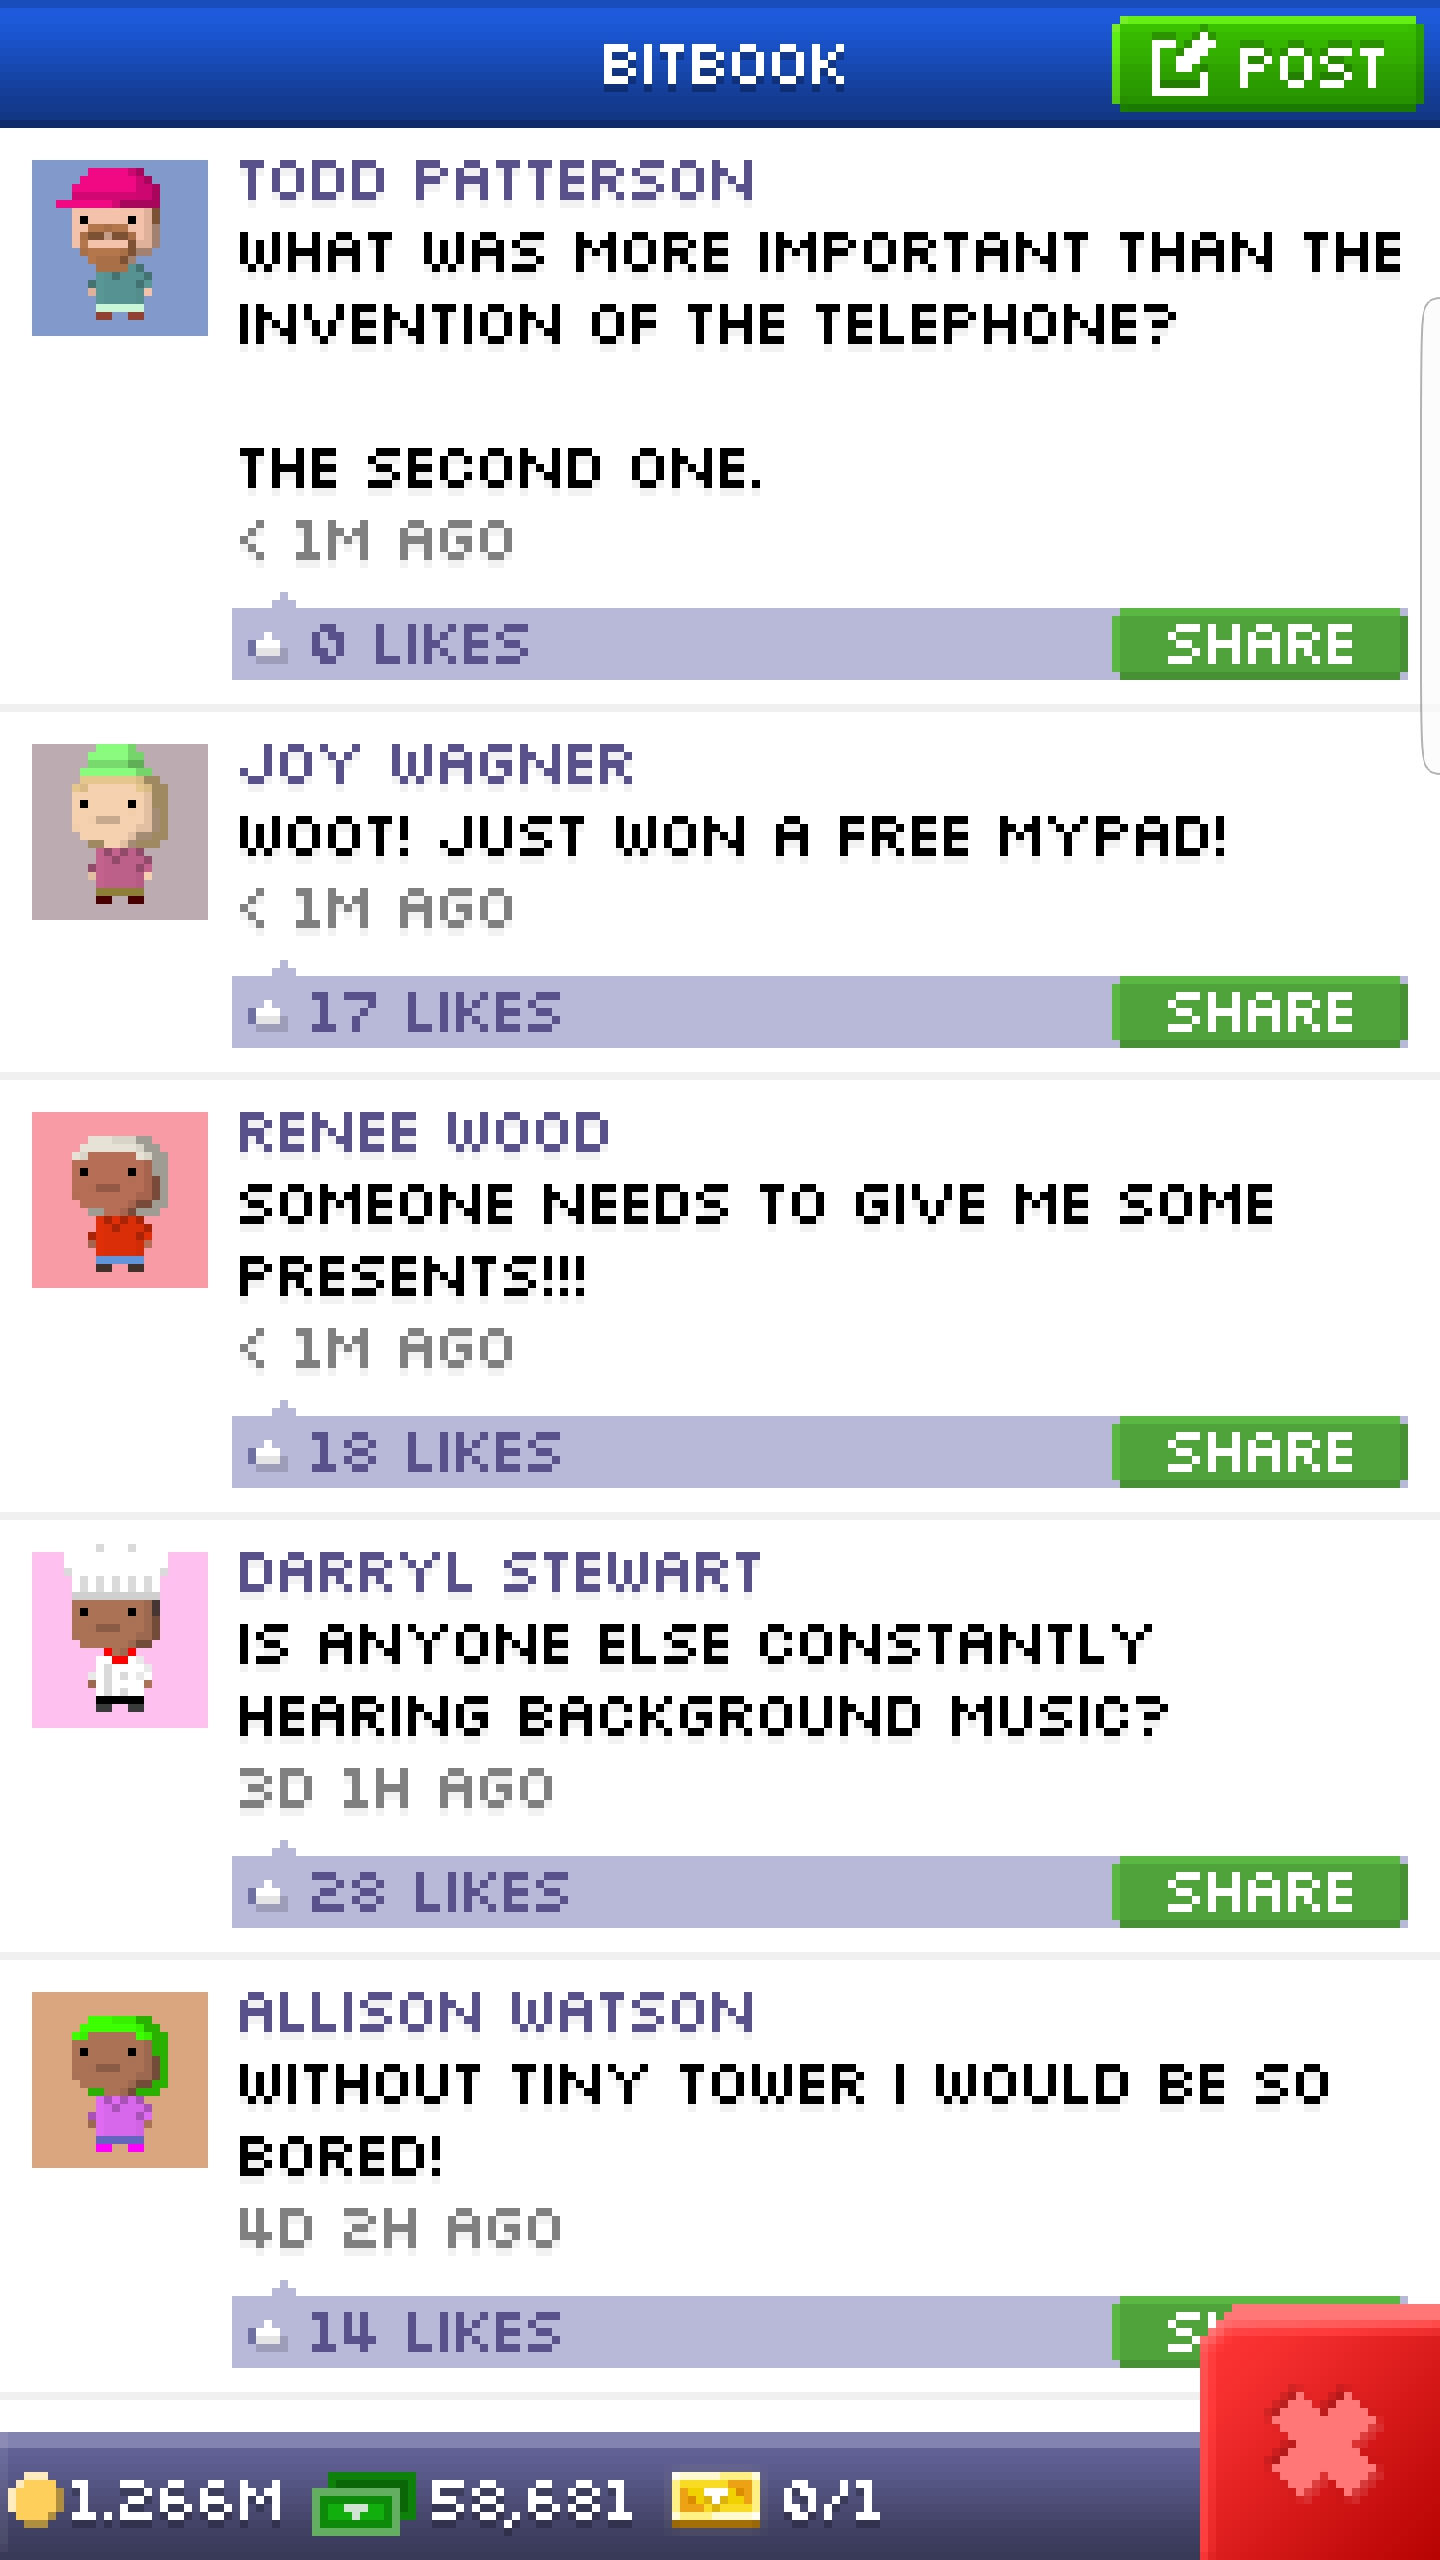 BITBOOK
POST
TODD PATTERSON
WHAT WAS MORE IMPORTANT THAN THE
INVENTION OF THE TELEPHONE?
THE SECOND ONE.
< 1M AGO
0 LIKES
SHARE
JOY WAGNER
WOOT! JUST WON A FREE MYPAD!
< 1M AGO
17 LIKES
SHARE
RENEE WOOD
SOMEONE NEEDS TO GIVE ME SOME
PRESENTS!!!
< 1M AGO
18 LIKES
SHARE
DARRYL STEWART
IS ANYONE ELSE CONSTANTLY
HEARING BACKGROUND MUSIC?
3D 1H AGO
28 LIKES
SHARE
ALLISON WATSON
WITHOUT TINY TOWER I WOULD BE SO
BORED!
4D 2H AGO
14 LIKES
1.266M 58,681 0/1